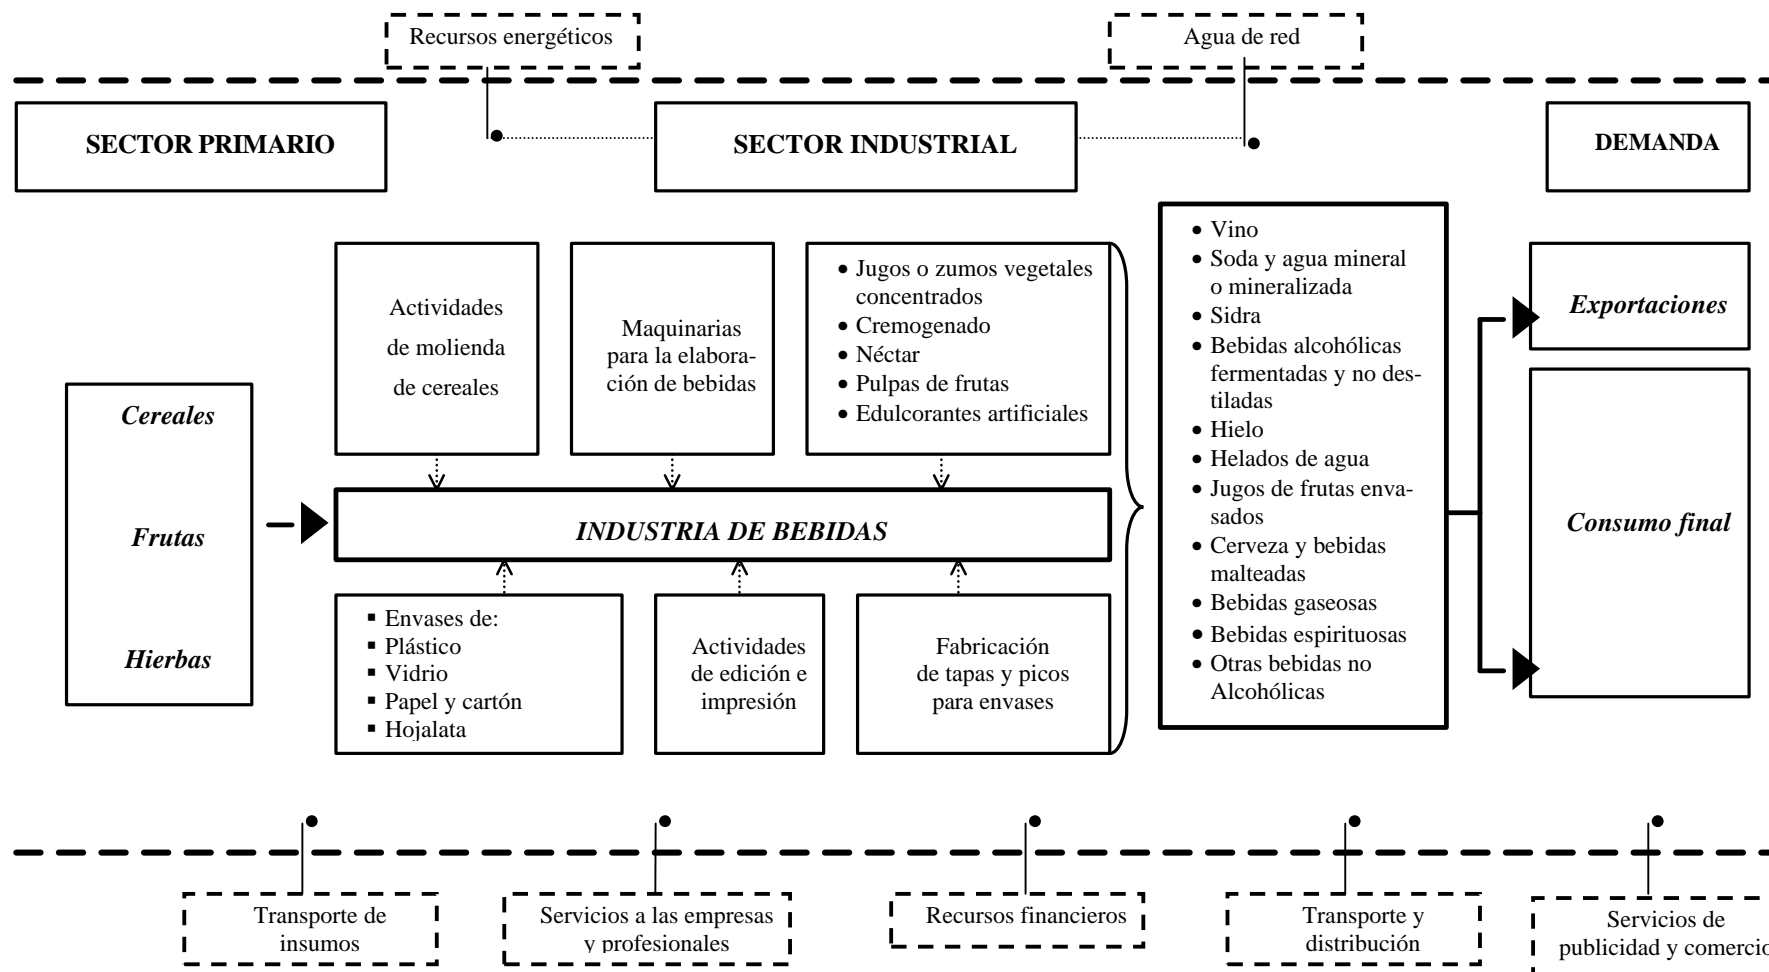 Recursos energéticos
Agua de red
SECTOR PRIMARIO
SECTOR INDUSTRIAL
DEMANDA
Cereales
Frutas
Hierbas
Actividades
de molienda
de cereales
Maquinarias
para la elabora-
ción de bebidas
• Jugos o zumos vegetales
concentrados
• Cremogenado
• Néctar
• Pulpas de frutas
• Edulcorantes artificiales
INDUSTRIA DE BEBIDAS
▪ Envases de:
▪ Plástico
▪ Vidrio
▪ Papel y cartón
▪ Hojalata
Actividades
de edición e
impresión
Fabricación
de tapas y picos
para envases
• Vino
• Soda y agua mineral
o mineralizada
• Sidra
• Bebidas alcohólicas
fermentadas y no des-
tiladas
• Hielo
• Helados de agua
• Jugos de frutas enva-
sados
• Cerveza y bebidas
malteadas
• Bebidas gaseosas
• Bebidas espirituosas
• Otras bebidas no
Alcohólicas
Exportaciones
Consumo final
Transporte de
insumos
Servicios a las empresas
y profesionales
Recursos financieros
Transporte y
distribución
Servicios de
publicidad y comercio